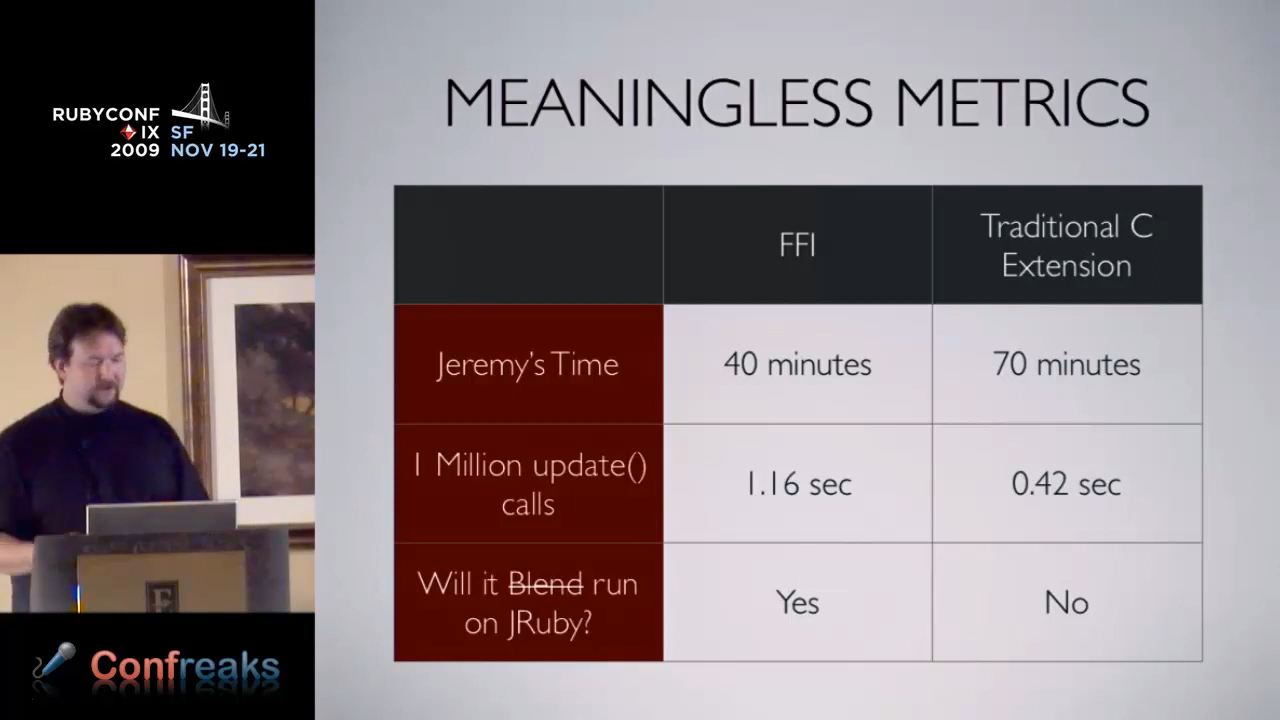 RUBYCONF
IX SF
2009 NOV 19-21
MEANINGLESS METRICS
FFI
Traditional C
Extension
Jeremy's Time
40 minutes
70 minutes
1 Million update()
calls
1.16 sec
0.42 sec
Will it Blend run
on JRuby?
Yes
No
E
Confreaks